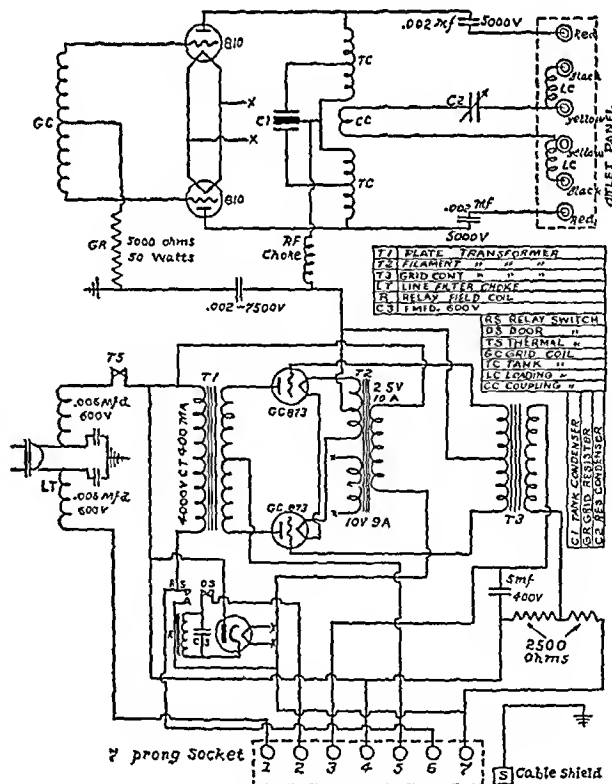 .002 mf
5000V
Red
810
TC
LC
Black
C2
Yellow
GC
X
C1
CC
X
Yellow
LC
TC
Black
810
.002 mf
Red
OUTLET PANEL
5000V
GR
5000 ohms
50 Watts
RF
Choke
.002-7500V
T1 PLATE TRANSFORMER
T2 FILAMENT " "
T3 GRID CONT " "
LT LINE FILTER CHOKE
R RELAY FIELD COIL
C3 1 MFD. 600V
RS RELAY SWITCH
DS DOOR "
TS THERMAL "
GC GRID COIL
TC TANK "
LC LOADING "
CC COUPLING "
C1 TANK CONDENSER
GR GRID RESISTOR
C2 RES CONDENSER
TS
T1
T2
2.5V
10A
GC873
.006 Mfd
600V
4000V CT 400 MA
LT
.006 Mfd
600V
GC 873
X
10V 9A
T3
5mf
400V
RS
DS
R
C3
X
X
2500
Ohms
7 prong Socket
1 2 3 4 5 6 7
S Cable shield